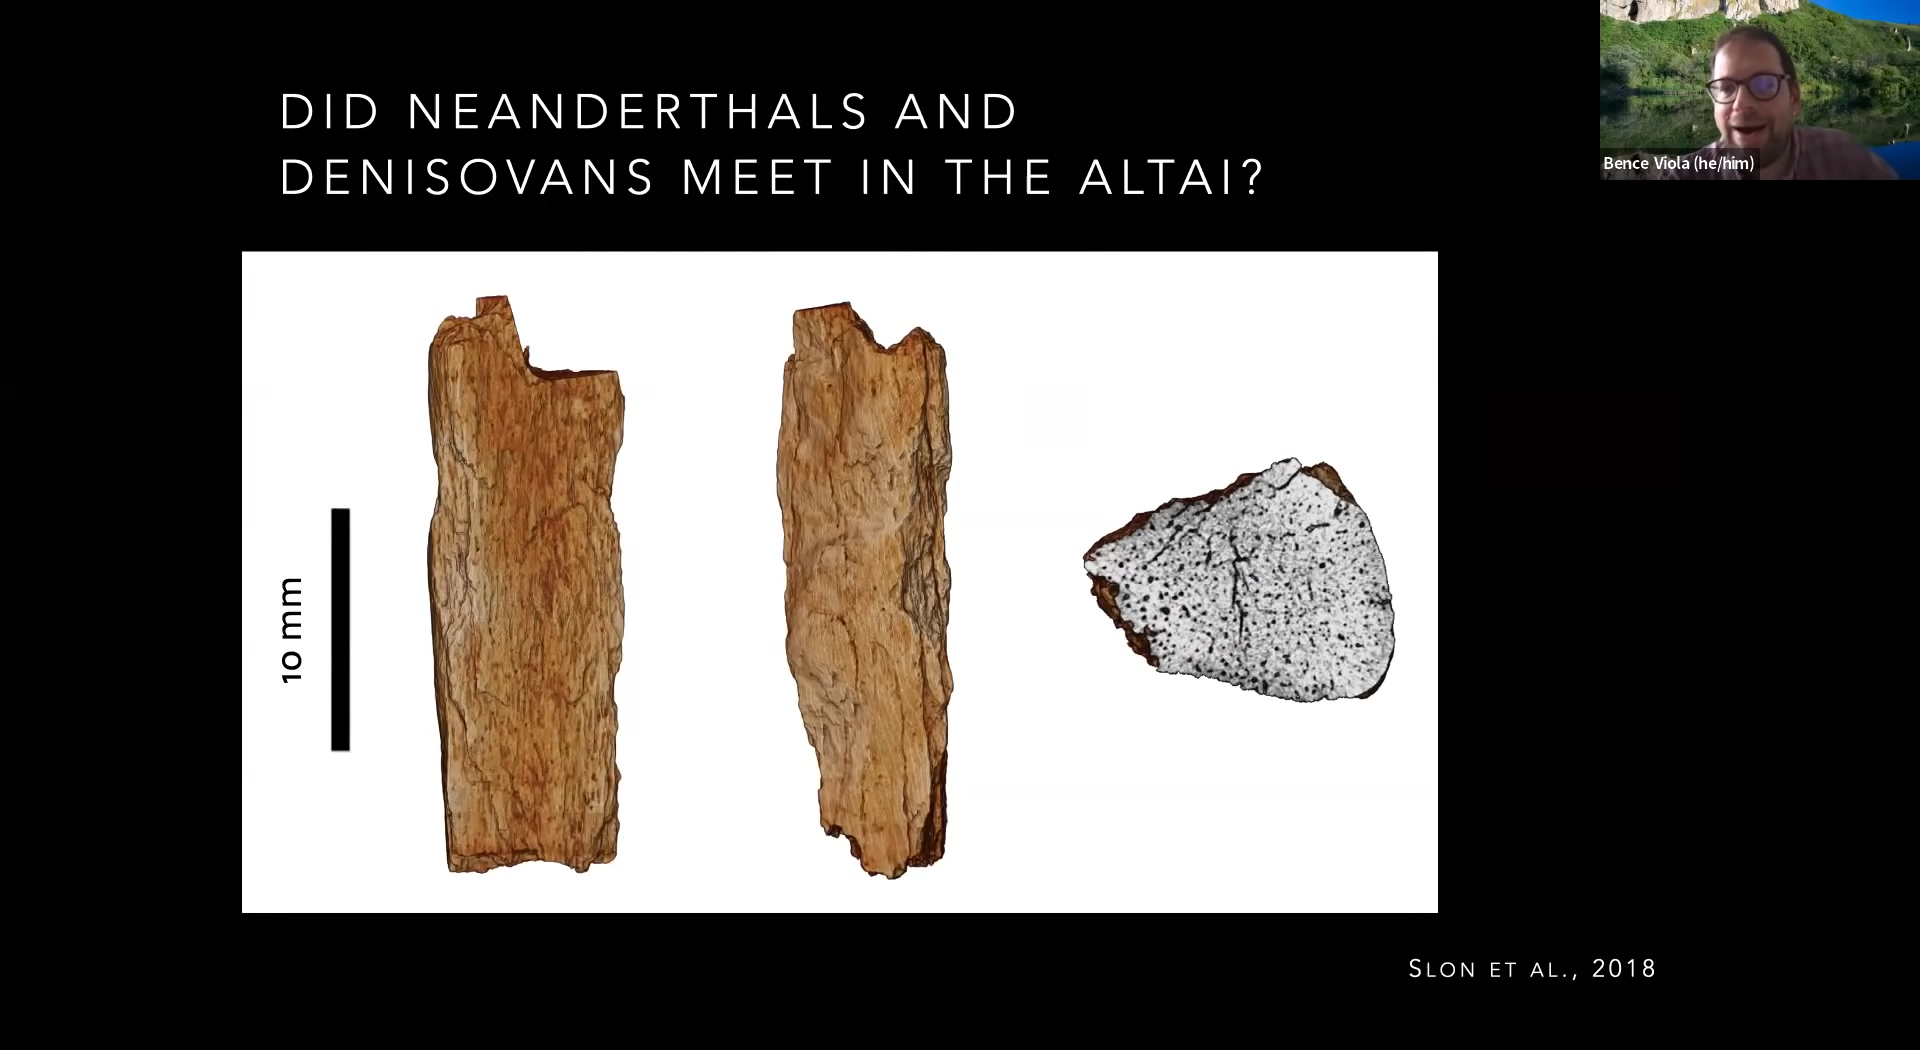 DID NEANDERTHALS AND
DENISOVANS MEET IN THE ALTAI?
Bence Viola (he/him)
10 mm
SLON ET AL., 2018